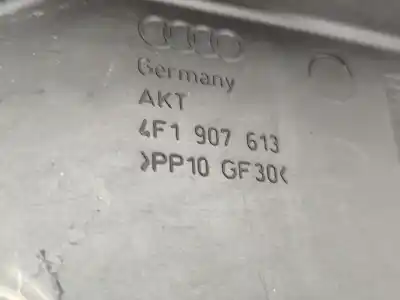 Germany
AKT
4F1 907 613
>PP10 GF30<